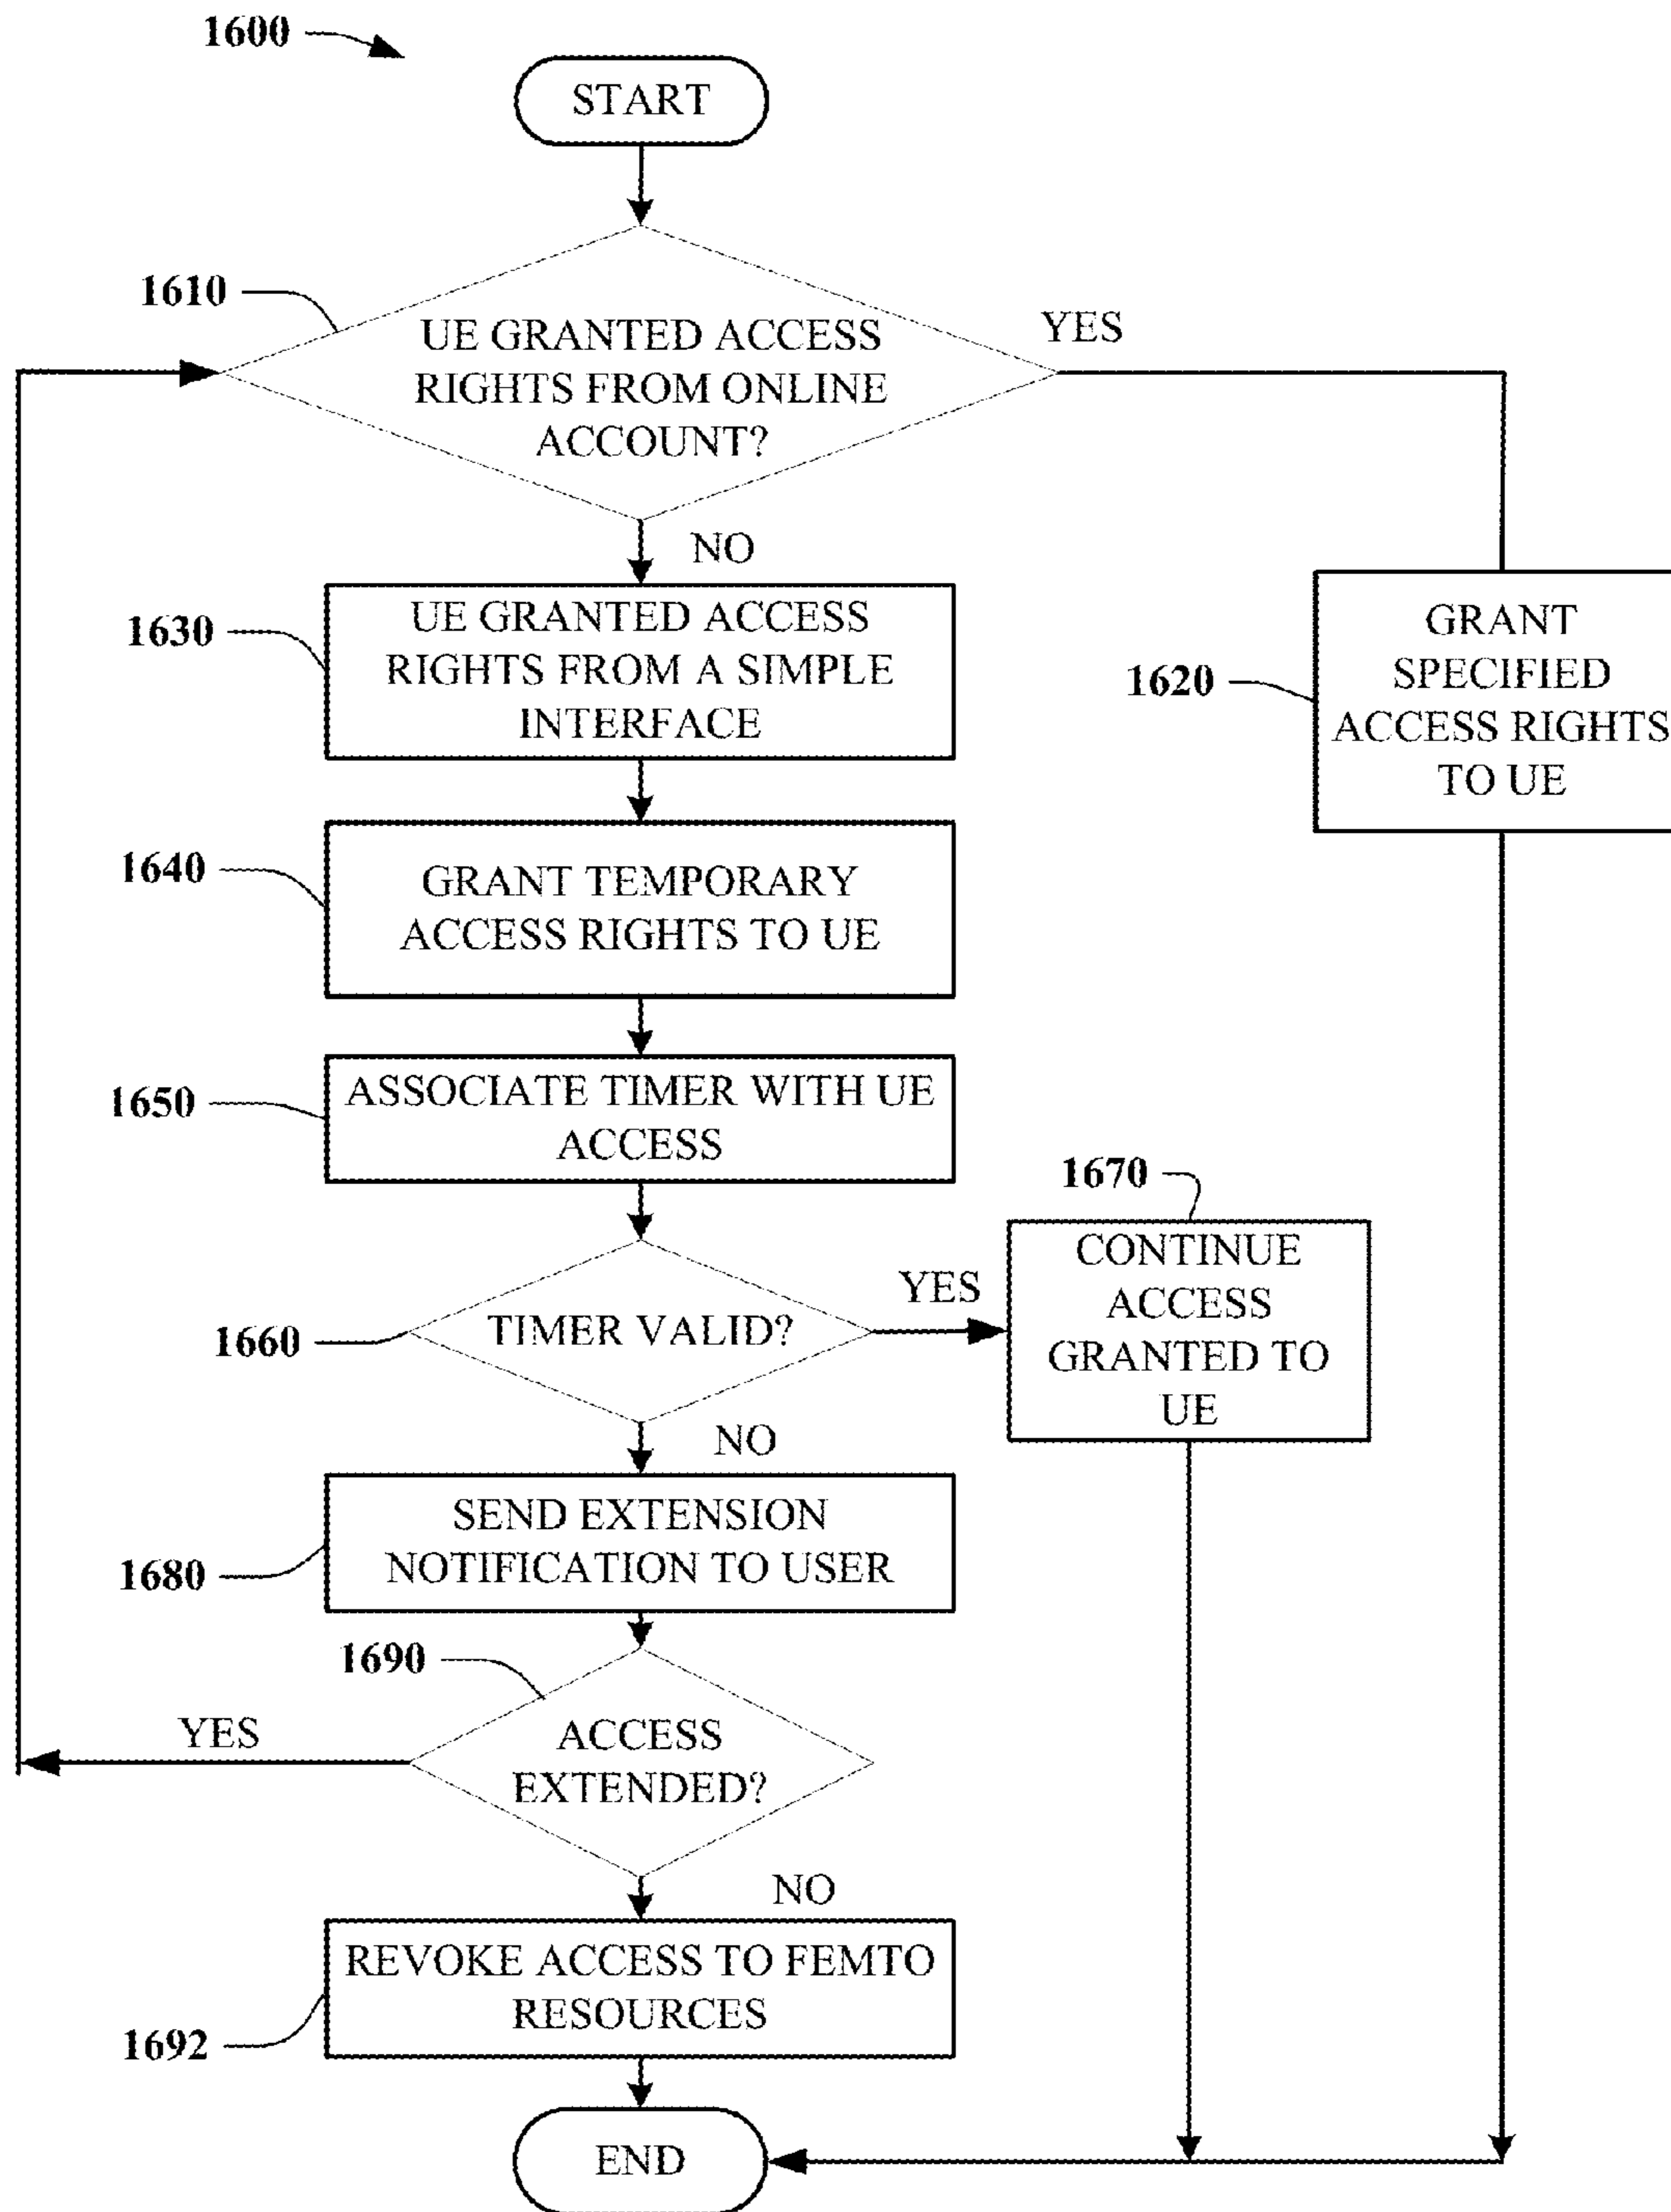 1600
START
1610
UE GRANTED ACCESS
RIGHTS FROM ONLINE
ACCOUNT?
YES
NO
1630
UE GRANTED ACCESS
RIGHTS FROM A SIMPLE
INTERFACE
1620
GRANT
SPECIFIED
ACCESS RIGHTS
TO UE
1640
GRANT TEMPORARY
ACCESS RIGHTS TO UE
1650
ASSOCIATE TIMER WITH UE
ACCESS
1660
TIMER VALID?
YES
1670
CONTINUE
ACCESS
GRANTED TO
UE
NO
1680
SEND EXTENSION
NOTIFICATION TO USER
1690
ACCESS
EXTENDED?
YES
NO
REVOKE ACCESS TO FEMTO
RESOURCES
1692
END